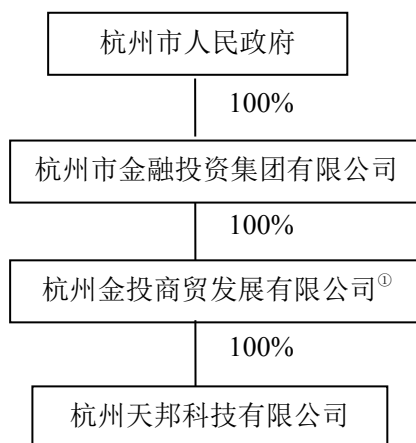 杭州市人民政府
100%
杭州市金融投资集团有限公司
100%
杭州金投商贸发展有限公司①
100%
杭州天邦科技有限公司